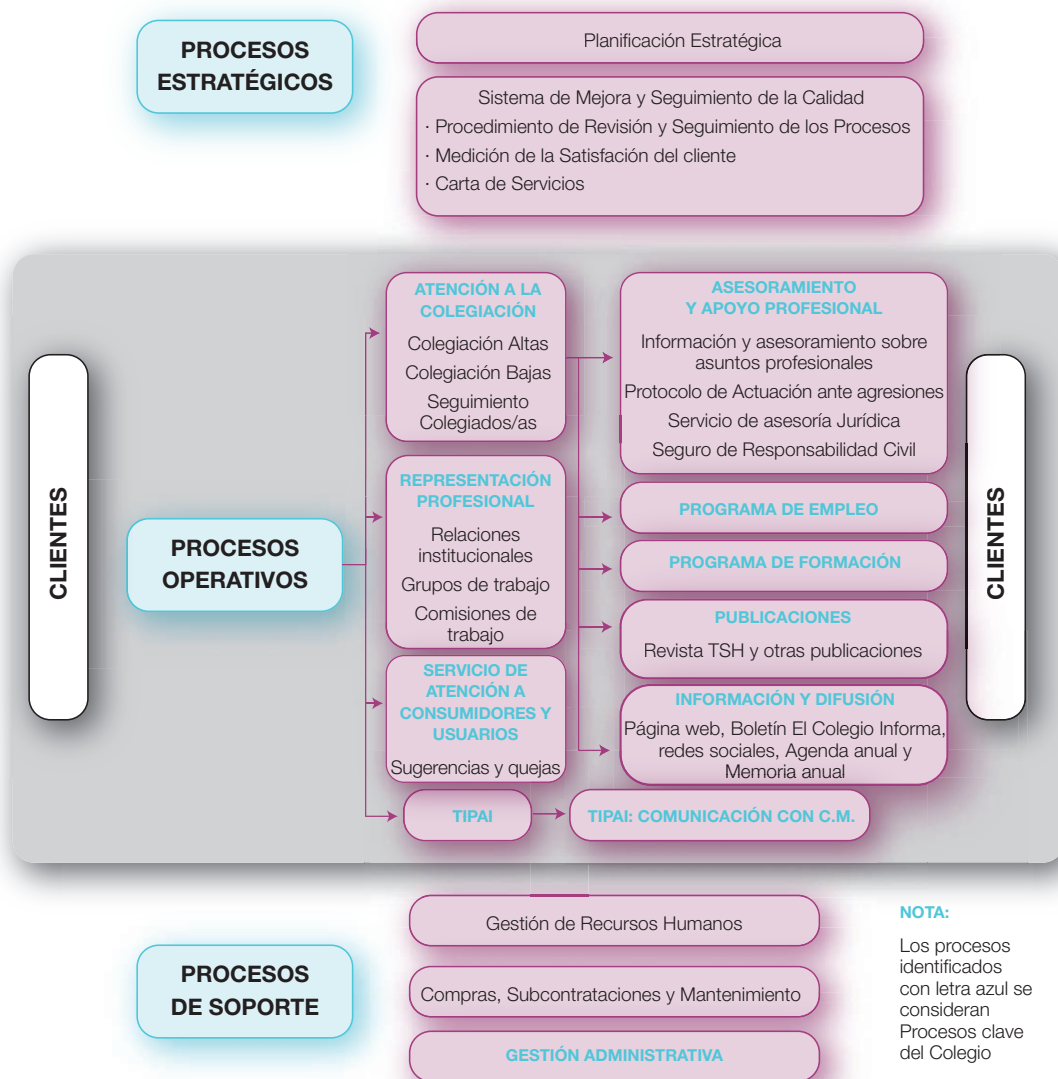 PROCESOS
ESTRATÉGICOS
Planificación Estratégica
Sistema de Mejora y Seguimiento de la Calidad
· Procedimiento de Revisión y Seguimiento de los Procesos
· Medición de la Satisfacción del cliente
· Carta de Servicios
CLIENTES
PROCESOS
OPERATIVOS
ATENCIÓN A LA
COLEGIACIÓN
Colegiación Altas
Colegiación Bajas
Seguimiento
Colegiados/as
REPRESENTACIÓN
PROFESIONAL
Relaciones
institucionales
Grupos de trabajo
Comisiones de
trabajo
SERVICIO DE
ATENCIÓN A
CONSUMIDORES Y
USUARIOS
Sugerencias y quejas
TIPAI
ASESORAMIENTO
Y APOYO PROFESIONAL
Información y asesoramiento sobre
asuntos profesionales
Protocolo de Actuación ante agresiones
Servicio de asesoría Jurídica
Seguro de Responsabilidad Civil
PROGRAMA DE EMPLEO
PROGRAMA DE FORMACIÓN
PUBLICACIONES
Revista TSH y otras publicaciones
INFORMACIÓN Y DIFUSIÓN
Página web, Boletín El Colegio Informa,
redes sociales, Agenda anual y
Memoria anual
TIPAI: COMUNICACIÓN CON C.M.
CLIENTES
PROCESOS
DE SOPORTE
Gestión de Recursos Humanos
Compras, Subcontrataciones y Mantenimiento
GESTIÓN ADMINISTRATIVA
NOTA:
Los procesos
identificados
con letra azul se
consideran
Procesos clave
del Colegio